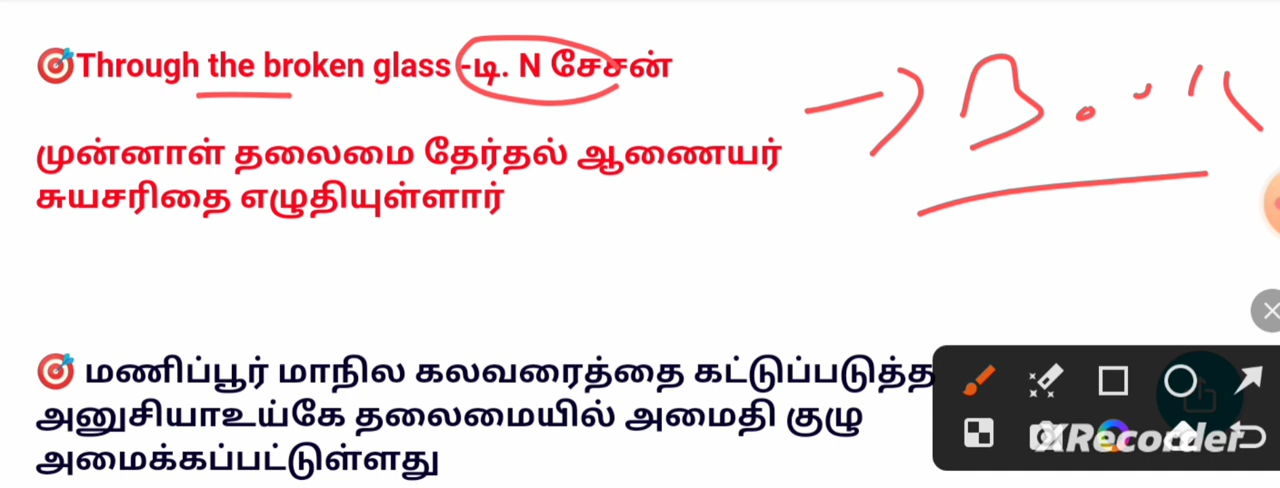 Through the broken glass -டி. N சேசன்
முன்னாள் தலைமை தேர்தல் ஆணையர்
சுயசரிதை எழுதியுள்ளார்
மணிப்பூர் மாநில கலவரைத்தை கட்டுப்படுத்த
அனுசியாஉய்கே தலைமையில் அமைதி குழு
அமைக்கப்பட்டுள்ளது
XRecorder